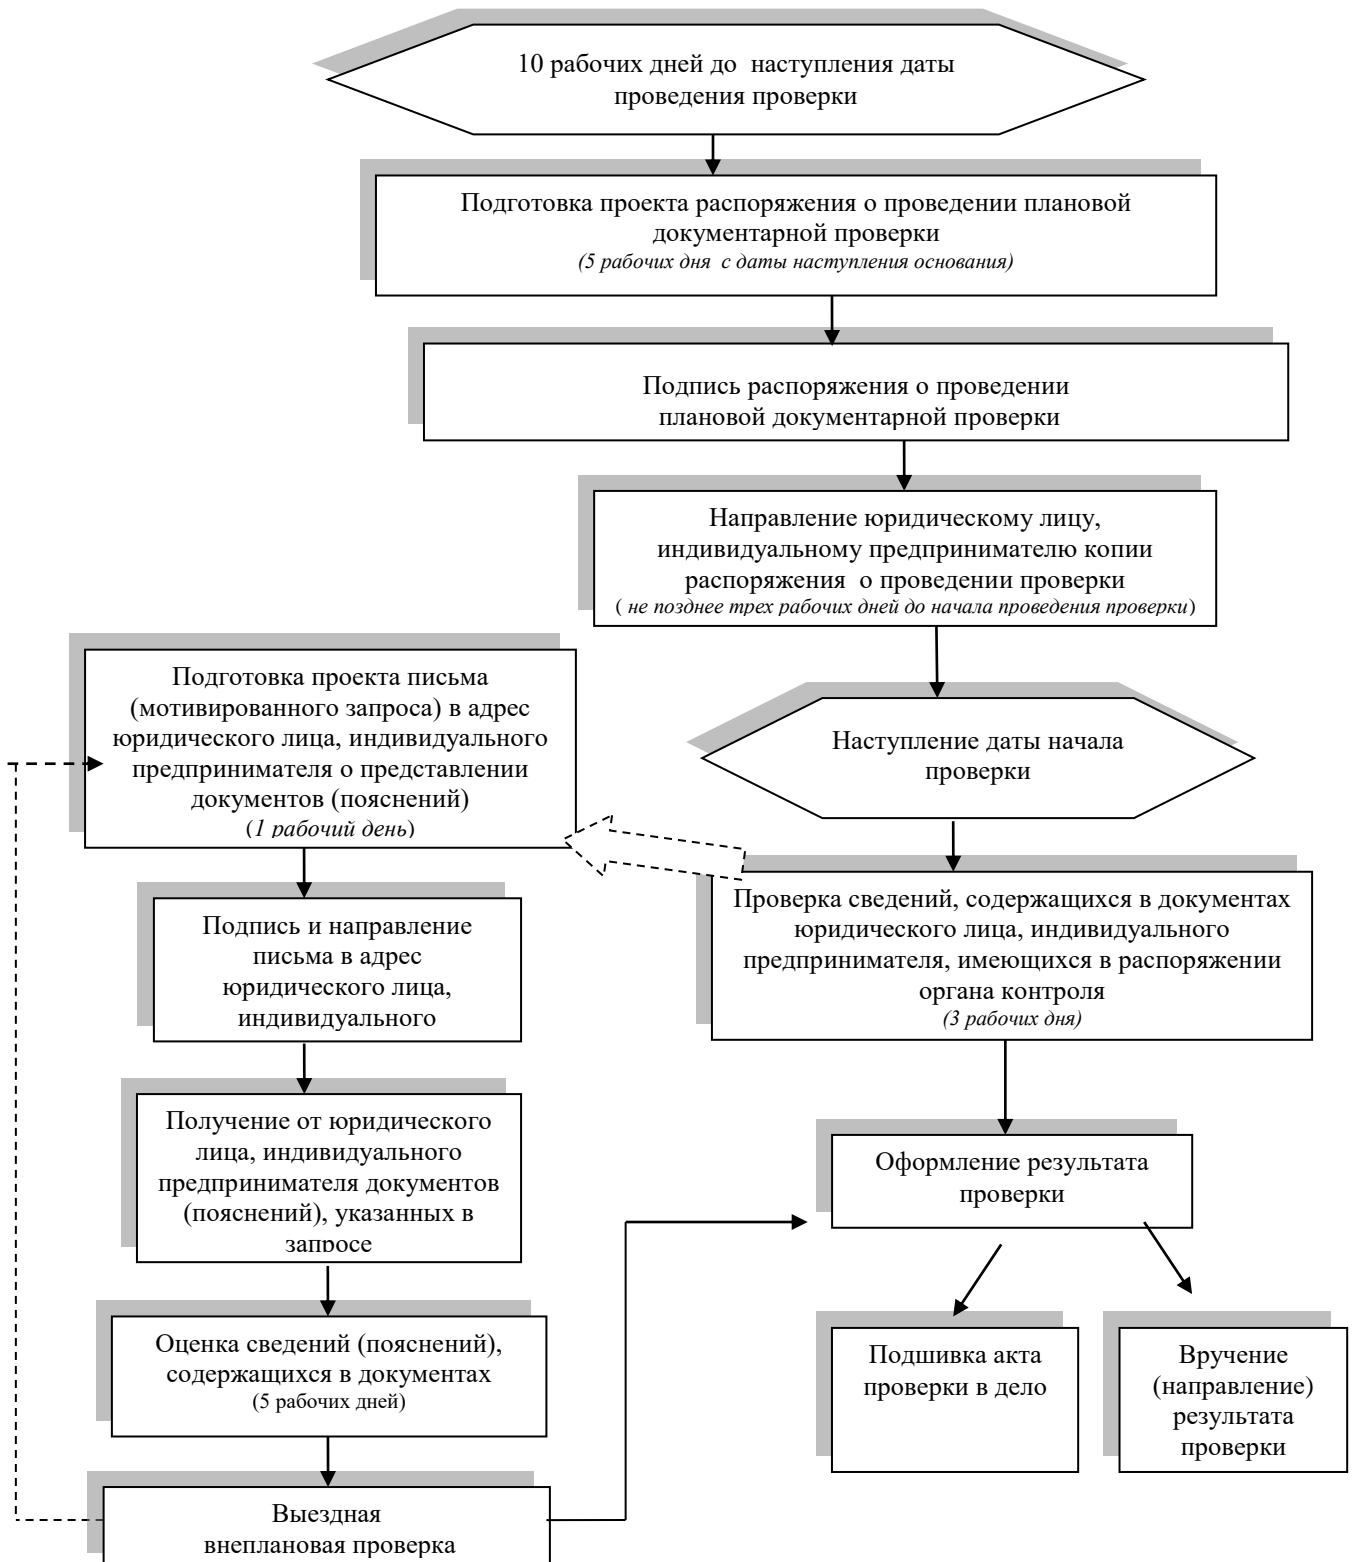 10 рабочих дней до наступления даты
проведения проверки
Подготовка проекта распоряжения о проведении плановой
документарной проверки
(5 рабочих дня с даты наступления основания)
Подпись распоряжения о проведении
плановой документарной проверки
Направление юридическому лицу,
индивидуальному предпринимателю копии
распоряжения о проведении проверки
( не позднее трех рабочих дней до начала проведения проверки)
Наступление даты начала
проверки
Проверка сведений, содержащихся в документах
юридического лица, индивидуального
предпринимателя, имеющихся в распоряжении
органа контроля
(3 рабочих дня)
Подготовка проекта письма
(мотивированного запроса) в адрес
юридического лица, индивидуального
предпринимателя о представлении
документов (пояснений)
(1 рабочий день)
Подпись и направление
письма в адрес
юридического лица,
индивидуального
Получение от юридического
лица, индивидуального
предпринимателя документов
(пояснений), указанных в
запросе
Оценка сведений (пояснений),
содержащихся в документах
(5 рабочих дней)
Выездная
внеплановая проверка
Оформление результата
проверки
Подшивка акта
проверки в дело
Вручение
(направление)
результата
проверки